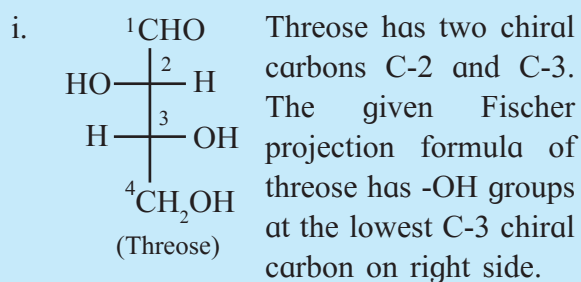 i.
¹CHO
2
HO H
3
H OH
⁴CH₂OH
(Threose)
Threose has two chiral
carbons C-2 and C-3.
The given Fischer
projection formula of
threose has -OH groups
at the lowest C-3 chiral
carbon on right side.